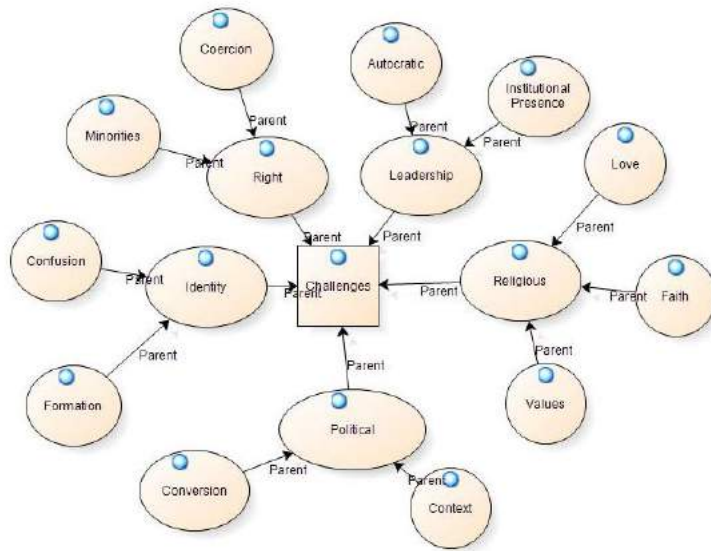 Coercion
Autocratic
Institutional
Presence
Parent
Parent
Minorities
Parent
Parent
Love
Right
Leadership
Parent
Parent
Parent
Confusion
Parent
Identity
Parent
Challenges
Parent
Religious
Parent
Faith
Parent
Parent
Formation
Values
Parent
Political
Parent
Parent
Conversion
Context